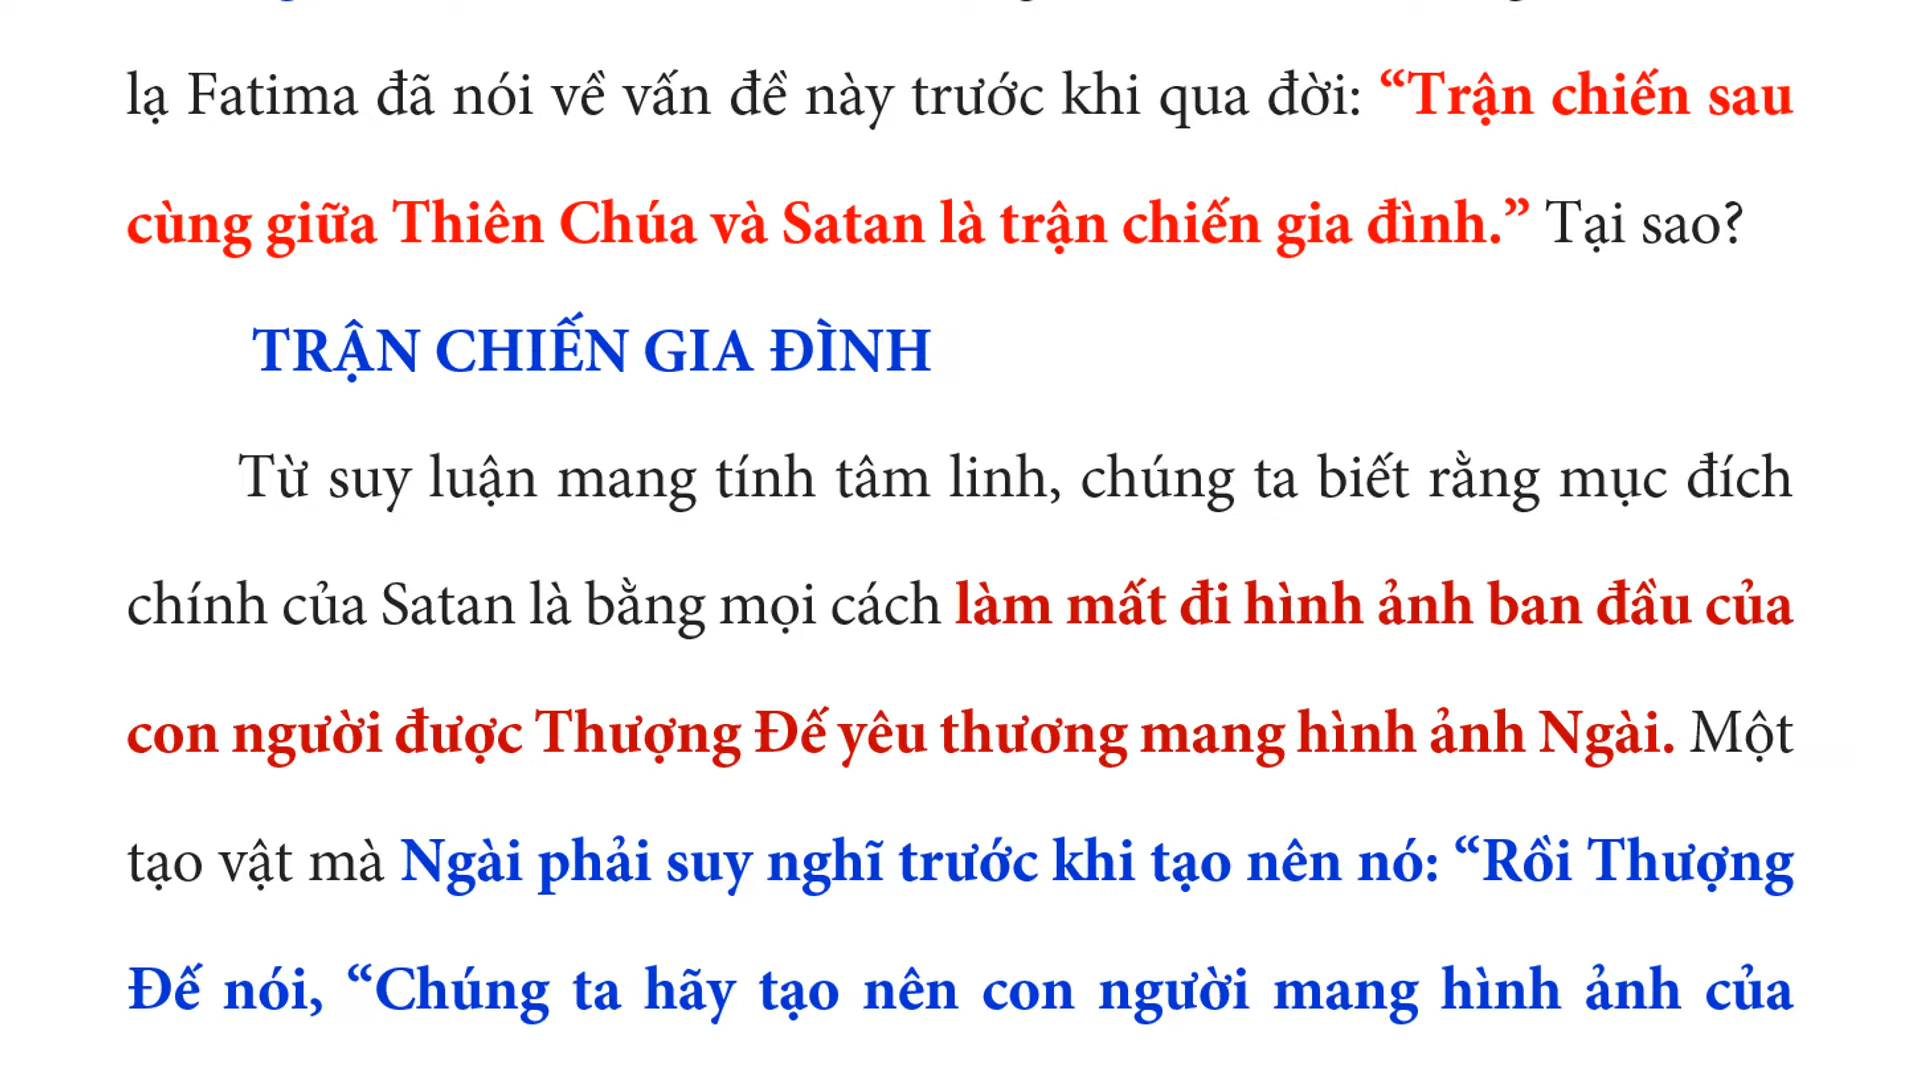 lạ Fatima đã nói về vấn đề này trước khi qua đời: “Trận chiến sau
cùng giữa Thiên Chúa và Satan là trận chiến gia đình.” Tại sao?
TRẬN CHIẾN GIA ĐÌNH
Từ suy luận mang tính tâm linh, chúng ta biết rằng mục đích
chính của Satan là bằng mọi cách làm mất đi hình ảnh ban đầu của
con người được Thượng Đế yêu thương mang hình ảnh Ngài. Một
tạo vật mà Ngài phải suy nghĩ trước khi tạo nên nó: “Rồi Thượng
Đế nói, “Chúng ta hãy tạo nên con người mang hình ảnh của